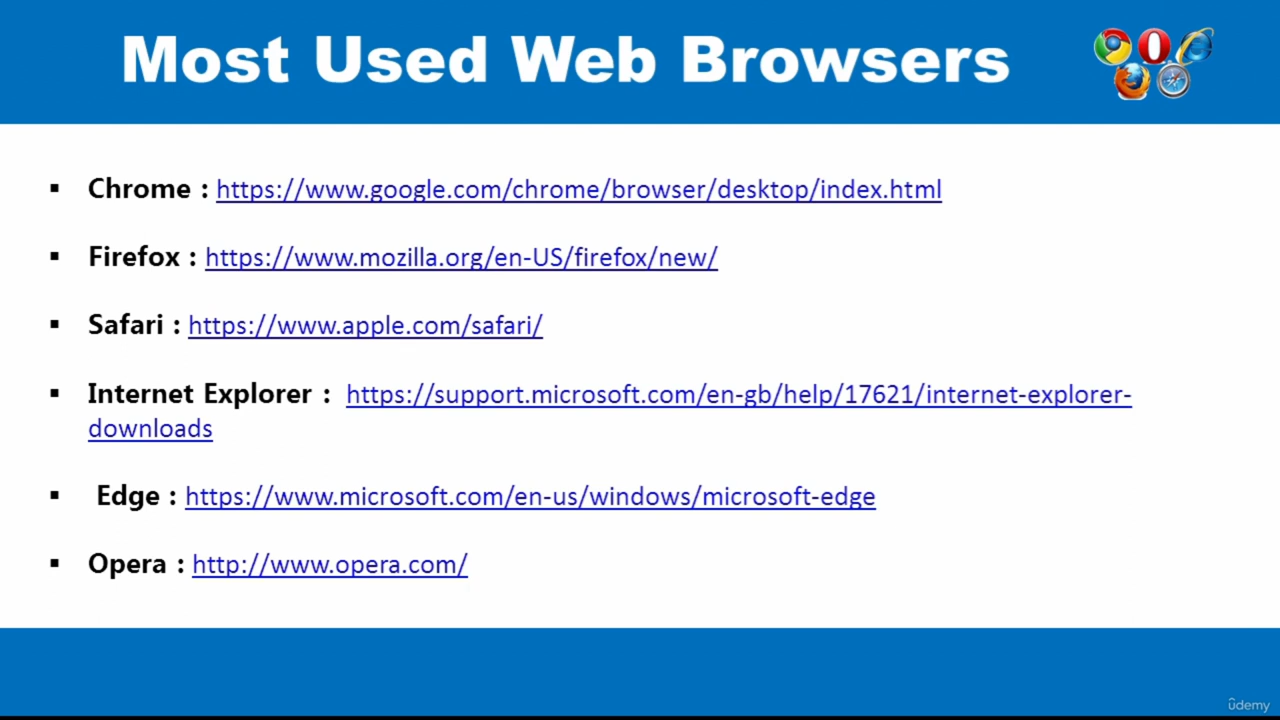 Most Used Web Browsers
▪ Chrome : https://www.google.com/chrome/browser/desktop/index.html
▪ Firefox : https://www.mozilla.org/en-US/firefox/new/
▪ Safari : https://www.apple.com/safari/
▪ Internet Explorer : https://support.microsoft.com/en-gb/help/17621/internet-explorer-
downloads
▪ Edge : https://www.microsoft.com/en-us/windows/microsoft-edge
▪ Opera : http://www.opera.com/
ûdemy